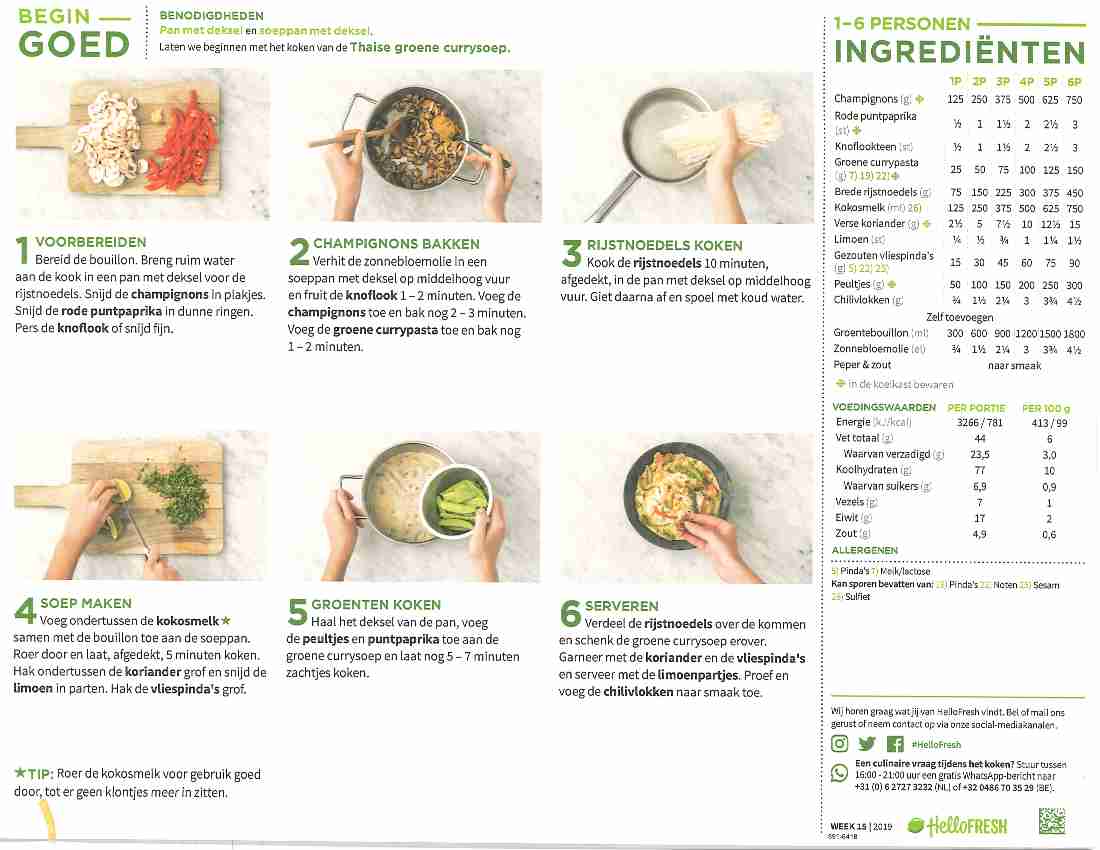 BEGIN
GOED
BENODIGDHEDEN
Pan met deksel en soeppan met deksel.
Laten we beginnen met het koken van de Thaise groene currysoep.
1 VOORBEREIDEN
Bereid de bouillon. Breng ruim water
aan de kook in een pan met deksel voor de
rijstnoedels. Snijd de champignons in plakjes.
Snijd de rode puntpaprika in dunne ringen.
Pers de knoflook of snijd fijn.
2 CHAMPIGNONS BAKKEN
Verhit de zonnebloemolie in een
soeppan met deksel op middelhoog vuur
en fruit de knoflook 1 – 2 minuten. Voeg de
champignons toe en bak nog 2 – 3 minuten.
Voeg de groene currypasta toe en bak nog
1 – 2 minuten.
3 RIJSTNOEDELS KOKEN
Kook de rijstnoedels 10 minuten,
afgedekt, in de pan met deksel op middelhoog
vuur. Giet daarna af en spoel met koud water.
4 SOEP MAKEN
Voeg ondertussen de kokosmelk★
samen met de bouillon toe aan de soeppan.
Roer door en laat, afgedekt, 5 minuten koken.
Hak ondertussen de koriander grof en snijd de
limoen in parten. Hak de vliespinda's grof.
5 GROENTEN KOKEN
Haal het deksel van de pan, voeg
de peultjes en puntpaprika toe aan de
groene currysoep en laat nog 5 – 7 minuten
zachtjes koken.
6 SERVEREN
Verdeel de rijstnoedels over de kommen
en schenk de groene currysoep erover.
Garneer met de koriander en de vliespinda's
en serveer met de limoenpartjes. Proef en
voeg de chilivlokken naar smaak toe.
★TIP: Roer de kokosmelk voor gebruik goed
door, tot er geen klontjes meer in zitten.
1–6 PERSONEN
INGREDIËNTEN
1P 2P 3P 4P 5P 6P
Champignons (g) 125 250 375 500 625 750
Rode puntpaprika
(st) ½ 1 1½ 2 2½ 3
Knoflookteen (st) ½ 1 1½ 2 2½ 3
Groene currypasta
(g) 7) 19) 22) 25 50 75 100 125 150
Brede rijstnoedels (g) 75 150 225 300 375 450
Kokosmelk (ml) 26) 125 250 375 500 625 750
Verse koriander (g) 2½ 5 7½ 10 12½ 15
Limoen (st) ¼ ½ ¾ 1 1¼ 1½
Gezouten vliespinda's
(g) 5) 22) 25) 15 30 45 60 75 90
Peultjes (g) 50 100 150 200 250 300
Chilivlokken (g) ¾ 1½ 2¼ 3 3¾ 4½
Zelf toevoegen
Groentebouillon (ml) 300 600 900 1200 1500 1800
Zonnebloemolie (el) ¾ 1½ 2¼ 3 3¾ 4½
Peper & zout naar smaak
in de koelkast bewaren
VOEDINGSWAARDEN PER PORTIE PER 100 g
Energie (kJ/kcal) 3266 / 781 413 / 99
Vet totaal (g) 44 6
Waarvan verzadigd (g) 23,5 3,0
Koolhydraten (g) 77 10
Waarvan suikers (g) 6,9 0,9
Vezels (g) 7 1
Eiwit (g) 17 2
Zout (g) 4,9 0,6
ALLERGENEN
5) Pinda's 7) Melk/lactose
Kan sporen bevatten van: Pinda's 22) Noten 25) Sesam
26) Sulfiet
Wij horen graag wat jij van HelloFresh vindt. Bel of mail ons
gerust of neem contact op via onze social-mediakanalen.
#HelloFresh
Een culinaire vraag tijdens het koken? Stuur tussen
16:00 - 21:00 uur een gratis WhatsApp-bericht naar
+31 (0) 6 2727 3232 (NL) of +32 0486 70 35 29 (BE).
WEEK 15 | 2019
HelloFRESH